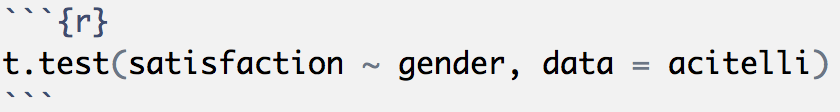 ```{r}
t.test(satisfaction ~ gender, data = acitelli)
```